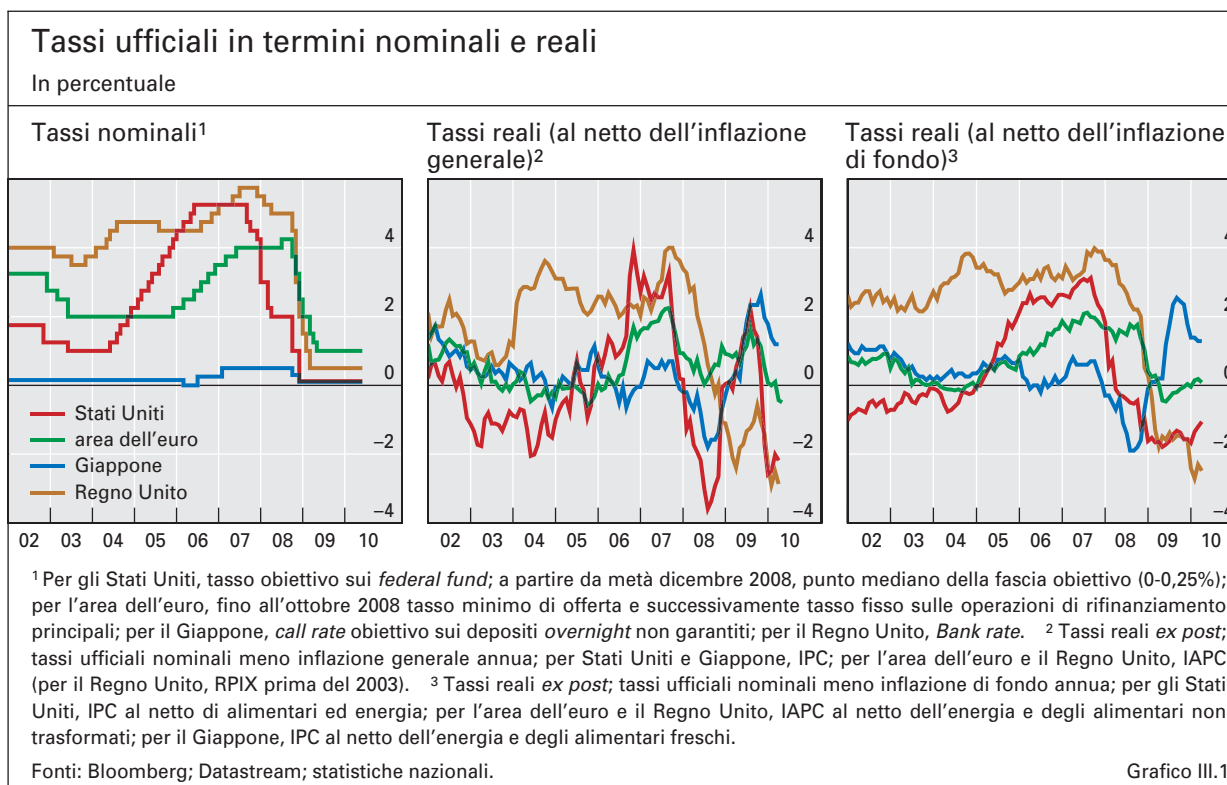 Tassi ufficiali in termini nominali e reali
In percentuale
Tassi nominali¹
Tassi reali (al netto dell'inflazione
generale)²
Tassi reali (al netto dell'inflazione
di fondo)³
4
2
0
–2
–4
Stati Uniti
area dell'euro
Giappone
Regno Unito
02 03 04 05 06 07 08 09 10
4
2
0
–2
–4
02 03 04 05 06 07 08 09 10
4
2
0
–2
–4
02 03 04 05 06 07 08 09 10
¹ Per gli Stati Uniti, tasso obiettivo sui federal fund; a partire da metà dicembre 2008, punto mediano della fascia obiettivo (0-0,25%);
per l'area dell'euro, fino all'ottobre 2008 tasso minimo di offerta e successivamente tasso fisso sulle operazioni di rifinanziamento
principali; per il Giappone, call rate obiettivo sui depositi overnight non garantiti; per il Regno Unito, Bank rate. ² Tassi reali ex post;
tassi ufficiali nominali meno inflazione generale annua; per Stati Uniti e Giappone, IPC; per l'area dell'euro e il Regno Unito, IAPC
(per il Regno Unito, RPIX prima del 2003). ³ Tassi reali ex post; tassi ufficiali nominali meno inflazione di fondo annua; per gli Stati
Uniti, IPC al netto di alimentari ed energia; per l'area dell'euro e il Regno Unito, IAPC al netto dell'energia e degli alimentari non
trasformati; per il Giappone, IPC al netto dell'energia e degli alimentari freschi.
Fonti: Bloomberg; Datastream; statistiche nazionali.
Grafico III.1